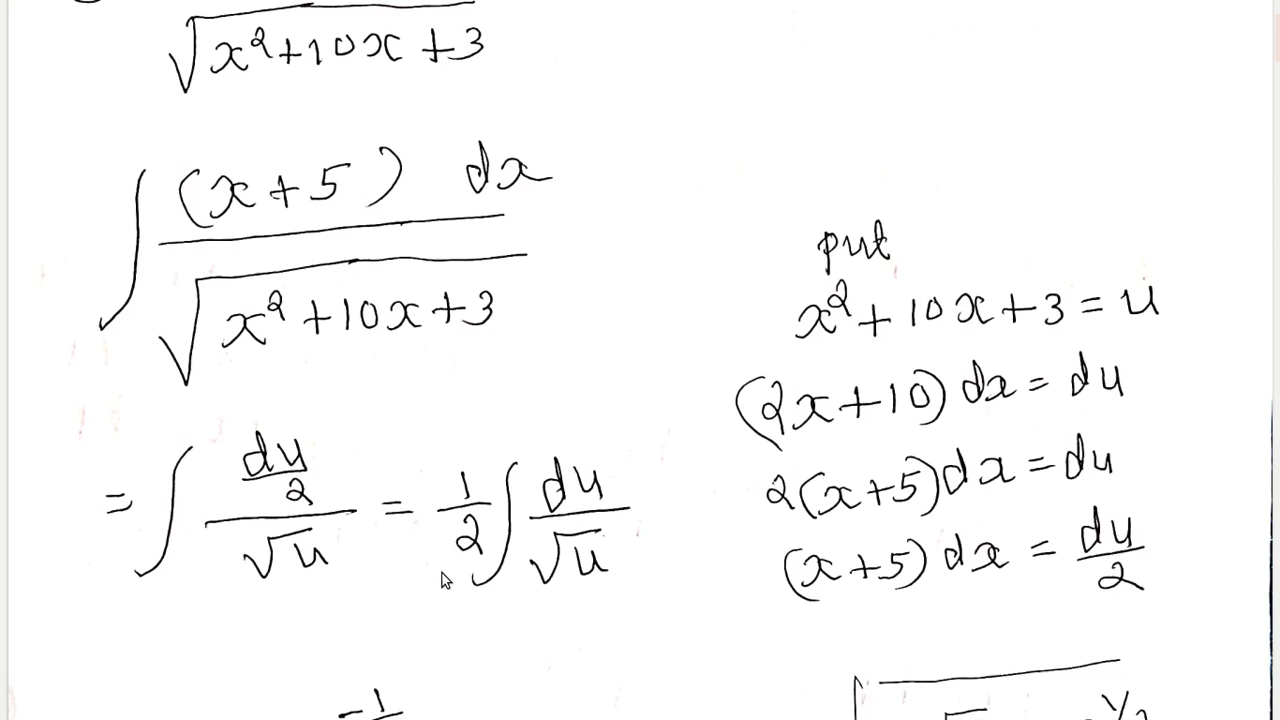 √(x²+10x+3)
∫ (x+5) dx / √(x²+10x+3)
= ∫ (du/2) / √u = 1/2 ∫ du / √u
put
x²+10x+3 = u
(2x+10) dx = du
2(x+5) dx = du
(x+5) dx = du/2